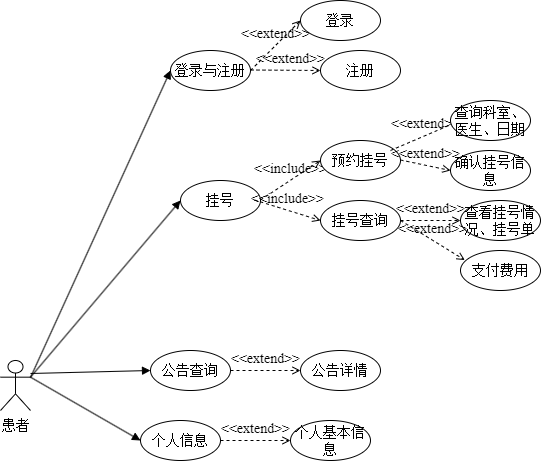 登录
<<extend>>
登录与注册
<<extend>>
注册
查询科室、
医生、日期
<<extend>>
预约挂号
<<extend>>
确认挂号信
息
<<include>>
挂号
<<include>>
挂号查询
<<extend>>
查看挂号情
况、挂号单
<<extend>>
支付费用
公告查询
<<extend>>
公告详情
患者
个人信息
<<extend>>
个人基本信
息